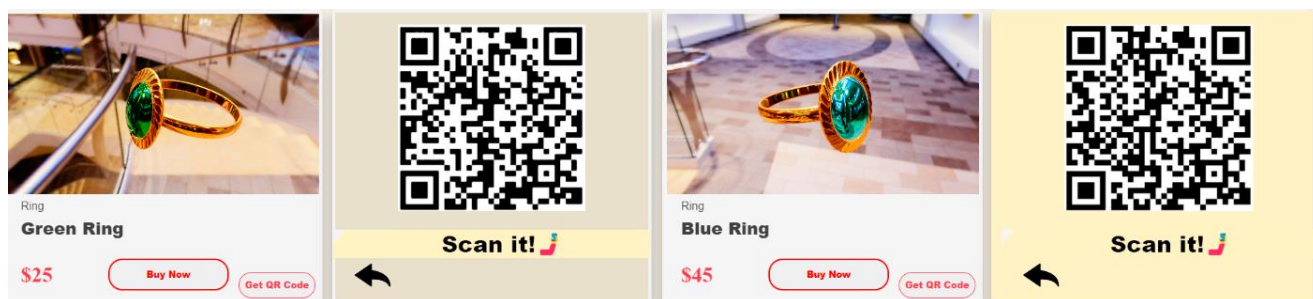 Ring
Green Ring
$25
Buy Now
Get QR Code
Scan it!
Ring
Blue Ring
$45
Buy Now
Get QR Code
Scan it!